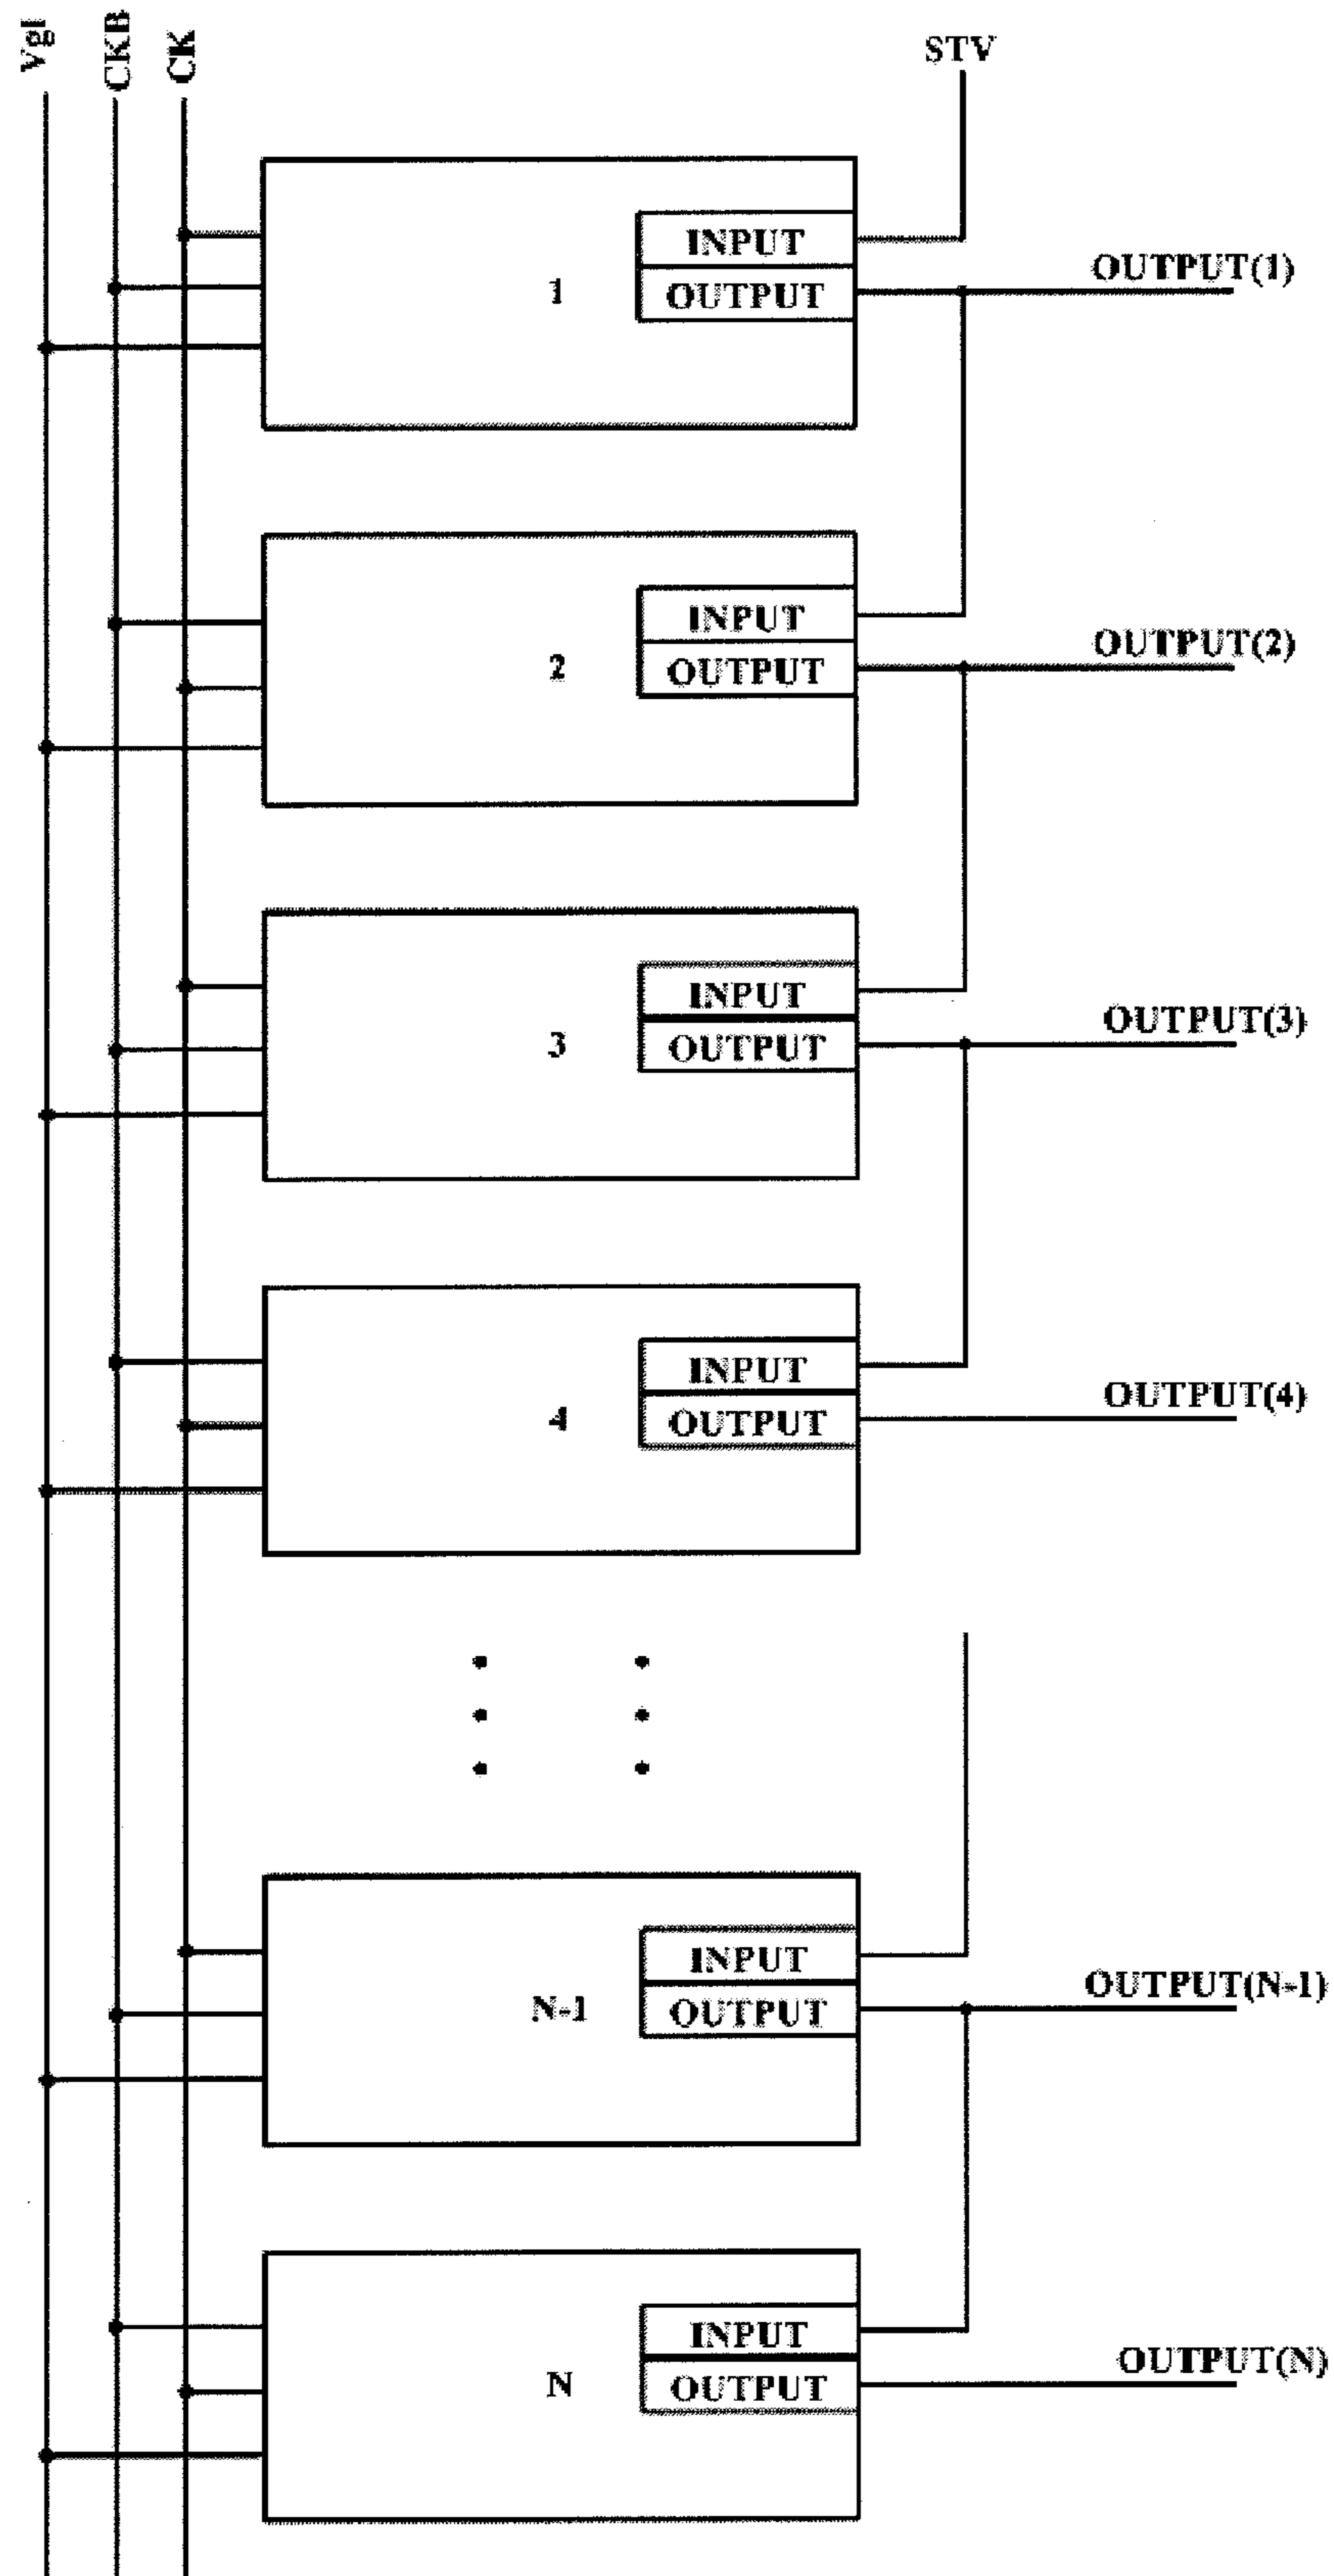 Vgl
CKB
CK
STV
INPUT
1
OUTPUT
OUTPUT(1)
INPUT
2
OUTPUT
OUTPUT(2)
INPUT
3
OUTPUT
OUTPUT(3)
INPUT
4
OUTPUT
OUTPUT(4)
INPUT
N-1
OUTPUT
OUTPUT(N-1)
INPUT
N
OUTPUT
OUTPUT(N)